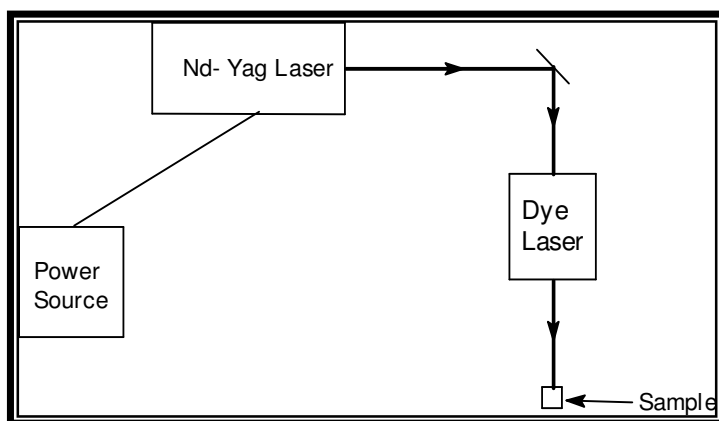 Nd- Yag Laser
Dye
Laser
Power
Source
Sample